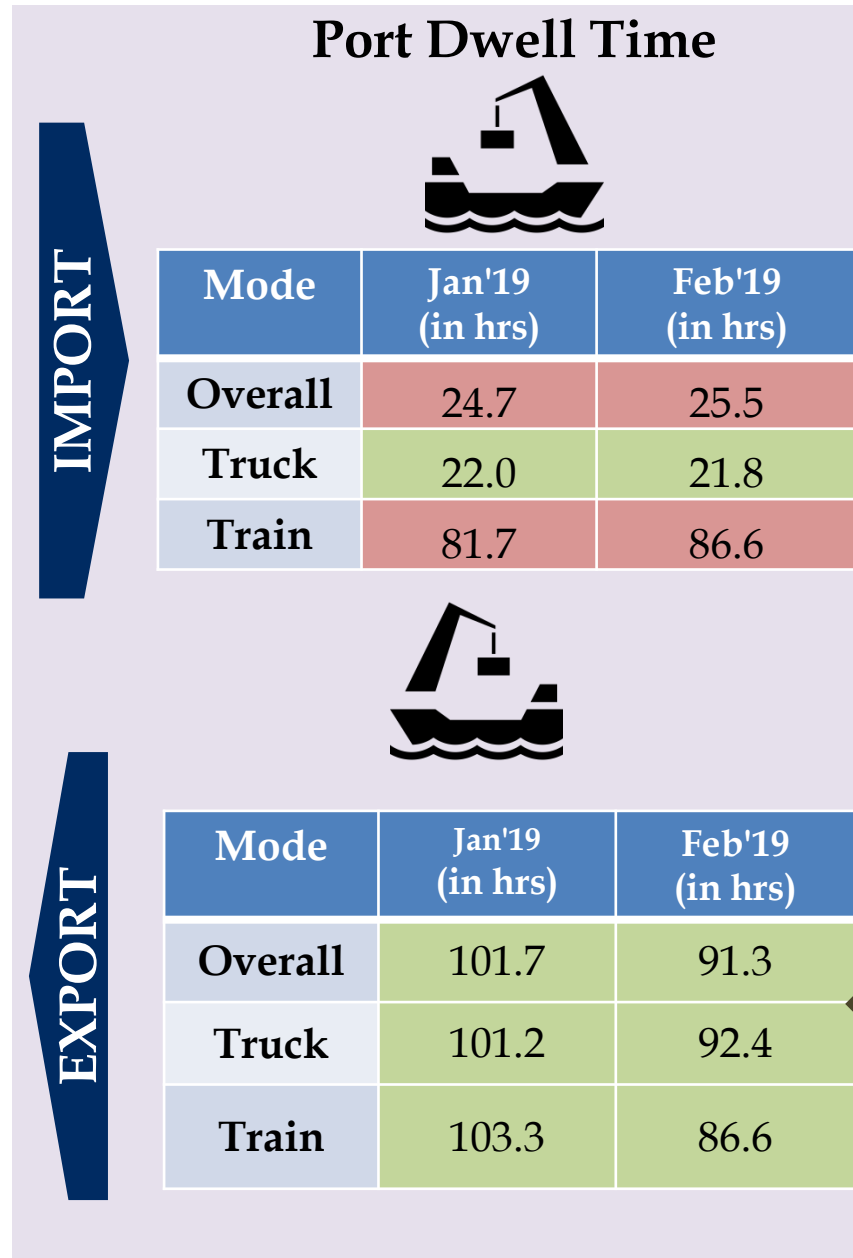 Port Dwell Time
IMPORT
Mode Jan'19 (in hrs) Feb'19 (in hrs)
Overall 24.7 25.5
Truck 22.0 21.8
Train 81.7 86.6
EXPORT
Mode Jan'19 (in hrs) Feb'19 (in hrs)
Overall 101.7 91.3
Truck 101.2 92.4
Train 103.3 86.6